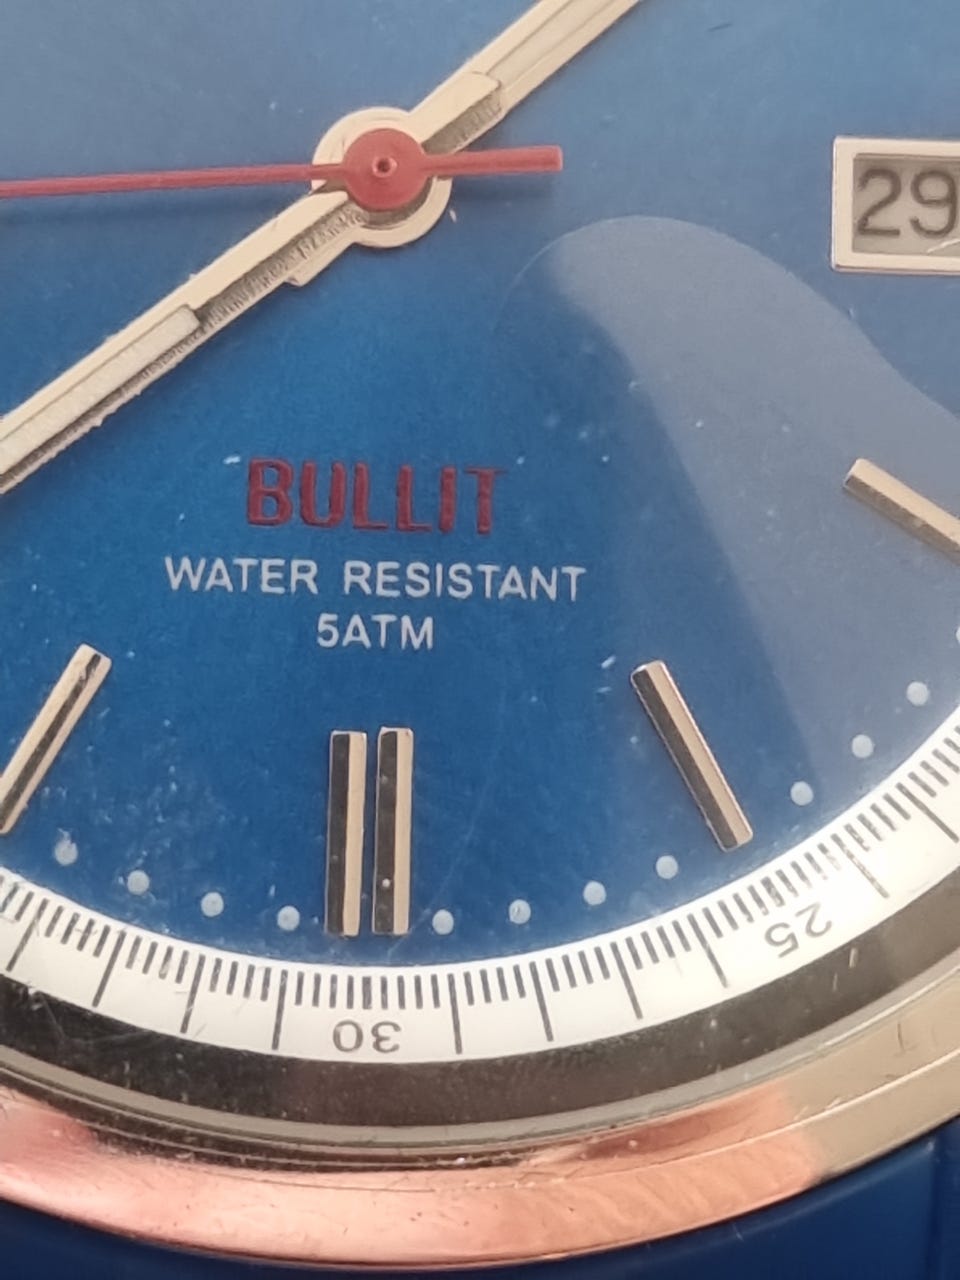 29
BULLIT
WATER RESISTANT
5ATM
25
30